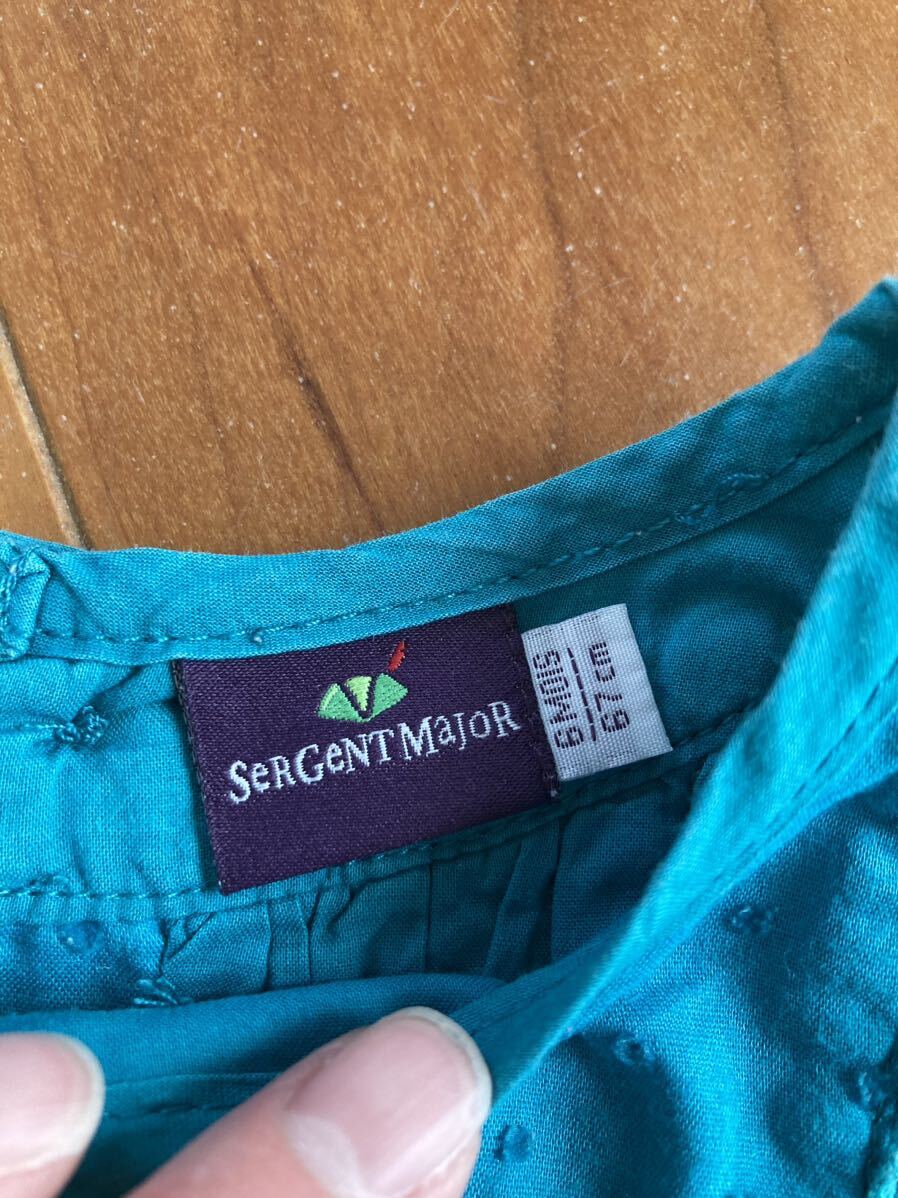 SeRGeNT MajoR
6 MOIS
67 cm